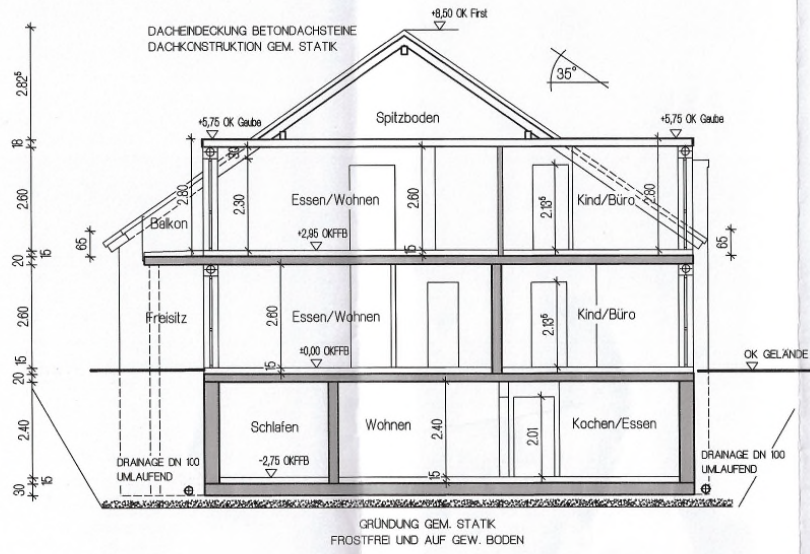 +8,50 OK First
DACHEINDECKUNG BETONDACHSTEINE
DACHKONSTRUKTION GEM. STATIK
35°
2.82⁵
Spitzboden
+5,75 OK Gaube
+5,75 OK Gaube
18
30
2.80
2.60
2.30
Essen/Wohnen
2.60
2.13⁵
Kind/Büro
2.80
Balkon
+2,95 OKFFB
65
65
15
20
15
Freisitz
2.60
2.60
Essen/Wohnen
2.13⁵
Kind/Büro
±0,00 OKFFB
OK GELÄNDE
15
20
15
Schlafen
Wohnen
2.40
2.40
2.01
Kochen/Essen
DRAINAGE DN 100
UMLAUFEND
-2,75 OKFFB
DRAINAGE DN 100
UMLAUFEND
15
30
15
GRÜNDUNG GEM. STATIK
FROSTFREI UND AUF GEW. BODEN